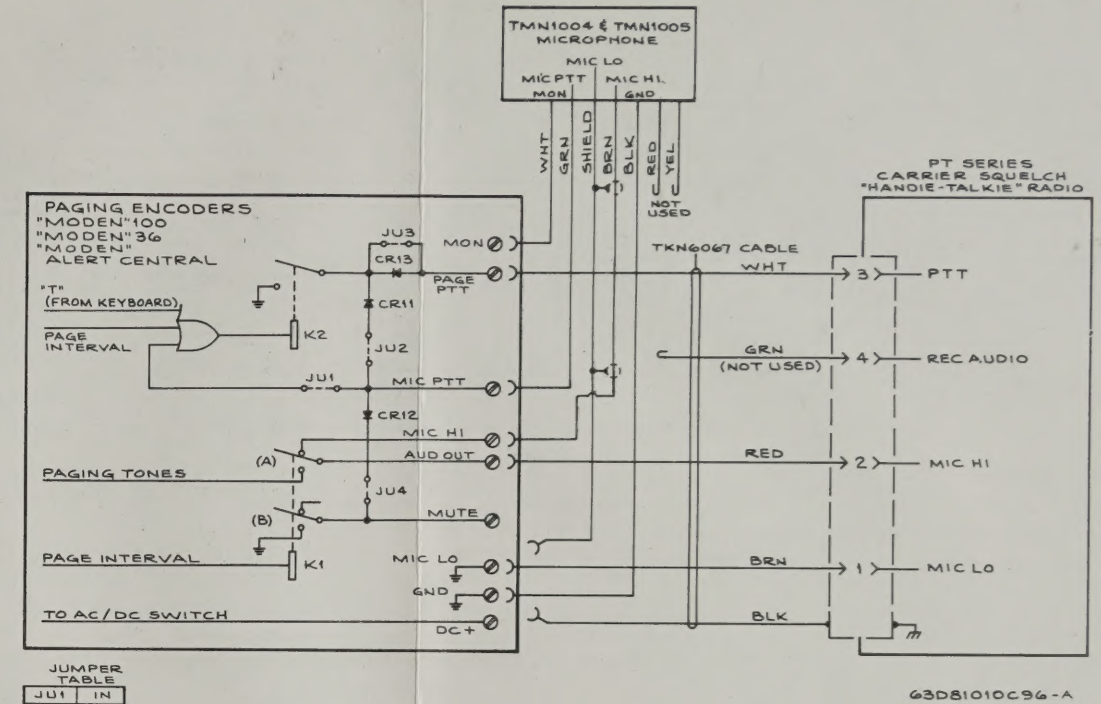 TMN1004 & TMN1005
MICROPHONE
MIC LO
MIC PTT
MIC HI.
MON
GND
WHT
GRN
SHIELD
BRN
BLK
RED
YEL
NOT
USED
PT SERIES
CARRIER SQUELCH
"HANDIE-TALKIE" RADIO
PAGING ENCODERS
"MODEN" 100
"MODEN" 36
"MODEN"
ALERT CENTRAL
JU3
CR13
MON
PAGE
PTT
TKN6067 CABLE
WHT
3
PTT
"T"
(FROM KEYBOARD)
PAGE
INTERVAL
K2
CR11
JU2
GRN
(NOT USED)
4
REC AUDIO
JU1
MIC PTT
CR12
MIC HI
(A)
AUD OUT
RED
2
MIC HI
PAGING TONES
JU4
(B)
MUTE
PAGE INTERVAL
K1
MIC LO
BRN
1
MIC LO
GND
TO AC/DC SWITCH
DC+
BLK
JUMPER
TABLE
JU1 IN
63D81010C96-A